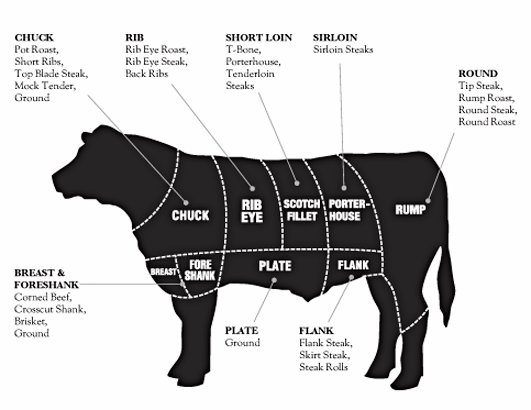 CHUCK
Pot Roast,
Short Ribs,
Top Blade Steak,
Mock Tender,
Ground
RIB
Rib Eye Roast,
Rib Eye Steak,
Back Ribs
SHORT LOIN
T-Bone,
Porterhouse,
Tenderloin
Steaks
SIRLOIN
Sirloin Steaks
ROUND
Tip Steak,
Rump Roast,
Round Steak,
Round Roast
CHUCK
RIB
EYE
SCOTCH
FILLET
PORTER-
HOUSE
RUMP
BREAST
FORE
SHANK
PLATE
FLANK
BREAST &
FORESHANK
Corned Beef,
Crosscut Shank,
Brisket,
Ground
PLATE
Ground
FLANK
Flank Steak,
Skirt Steak,
Steak Rolls